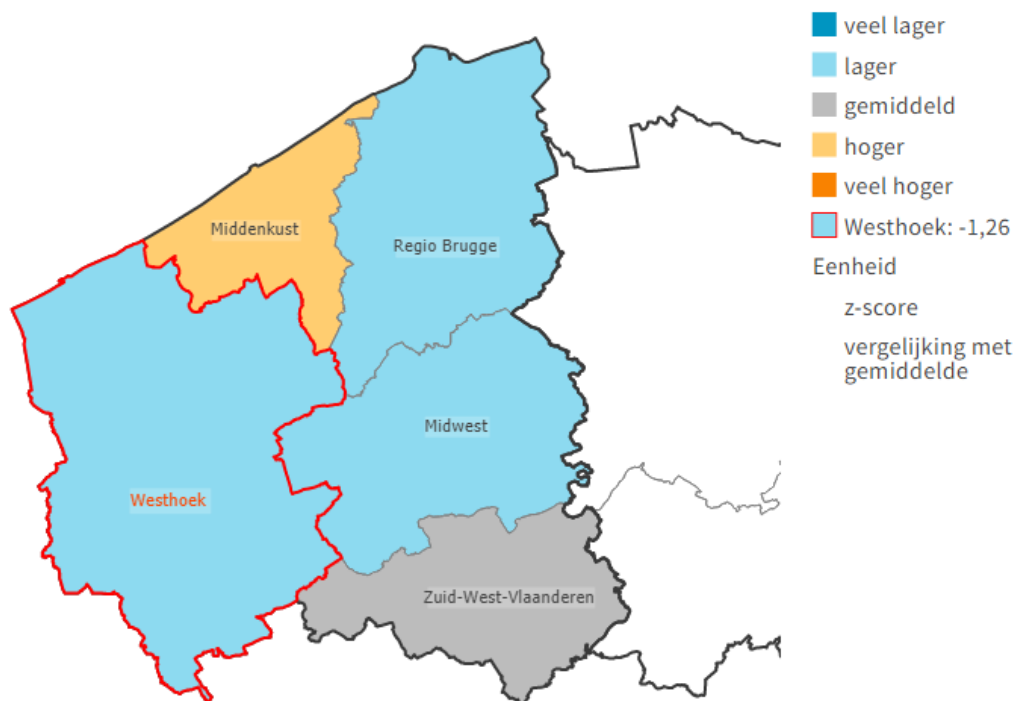 Middenkust
Regio Brugge
Midwest
Westhoek
Zuid-West-Vlaanderen
veel lager
lager
gemiddeld
hoger
veel hoger
Westhoek: -1,26
Eenheid
z-score
vergelijking met
gemiddelde